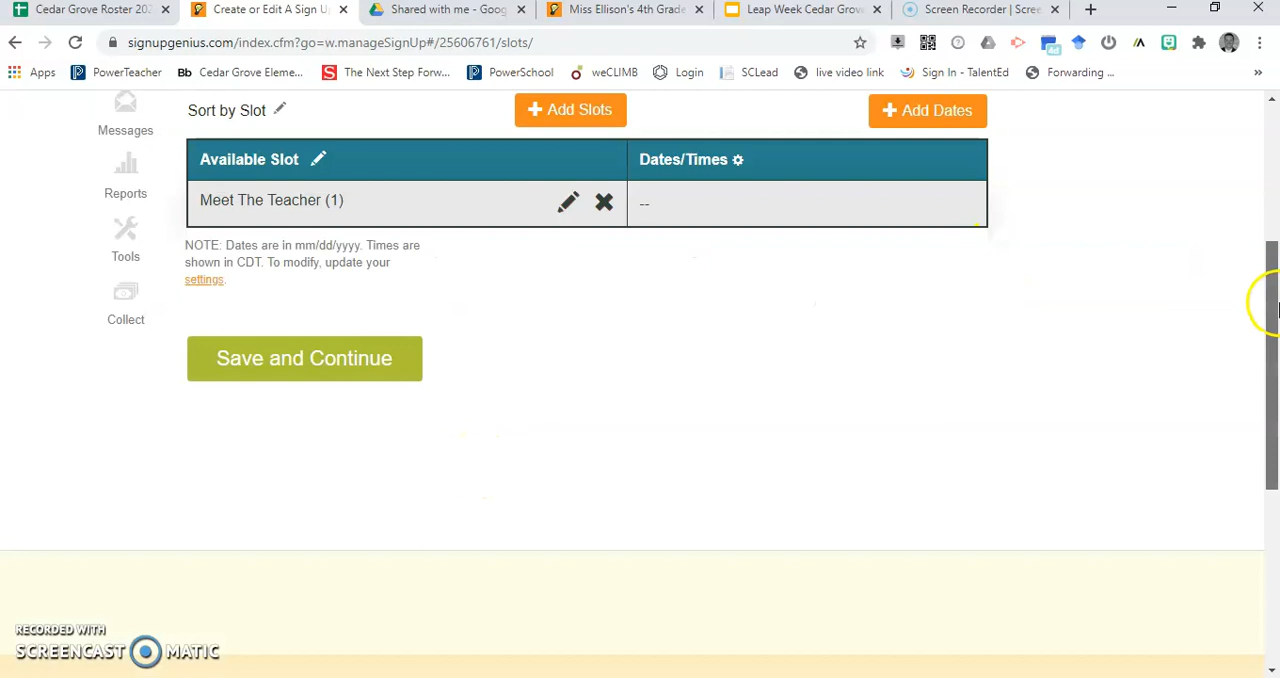 Cedar Grove Roster 202
Create or Edit A Sign U
Shared with me - Goog
Miss Ellison's 4th Grade
Leap Week Cedar Grove
Screen Recorder | Scree
signupgenius.com/index.cfm?go=w.manageSignUp#/25606761/slots/
Apps
PowerTeacher
Bb Cedar Grove Eleme...
S The Next Step Forw...
PowerSchool
weCLIMB
Login
SCLead
live video link
Sign In - TalentEd
Forwarding ...
»
Messages
Reports
Tools
Collect
Sort by Slot
+ Add Slots
+ Add Dates
Available Slot
Dates/Times
Meet The Teacher (1)
--
NOTE: Dates are in mm/dd/yyyy. Times are
shown in CDT. To modify, update your
settings.
Save and Continue
RECORDED WITH
SCREENCAST MATIC